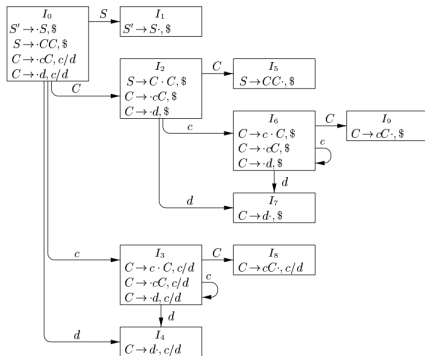 I₀
S′→·S,$
S→·CC,$
C→·cC,c/d
C→·d,c/d
S
I₁
S′→S·,$
C
I₂
S→C·C,$
C→·cC,$
C→·d,$
C
I₅
S→CC·,$
c
I₆
C→c·C,$
C→·cC,$
C→·d,$
C
I₉
C→cC·,$
c
d
d
I₇
C→d·,$
c
I₃
C→c·C,c/d
C→·cC,c/d
C→·d,c/d
C
I₈
C→cC·,c/d
c
d
d
I₄
C→d·,c/d